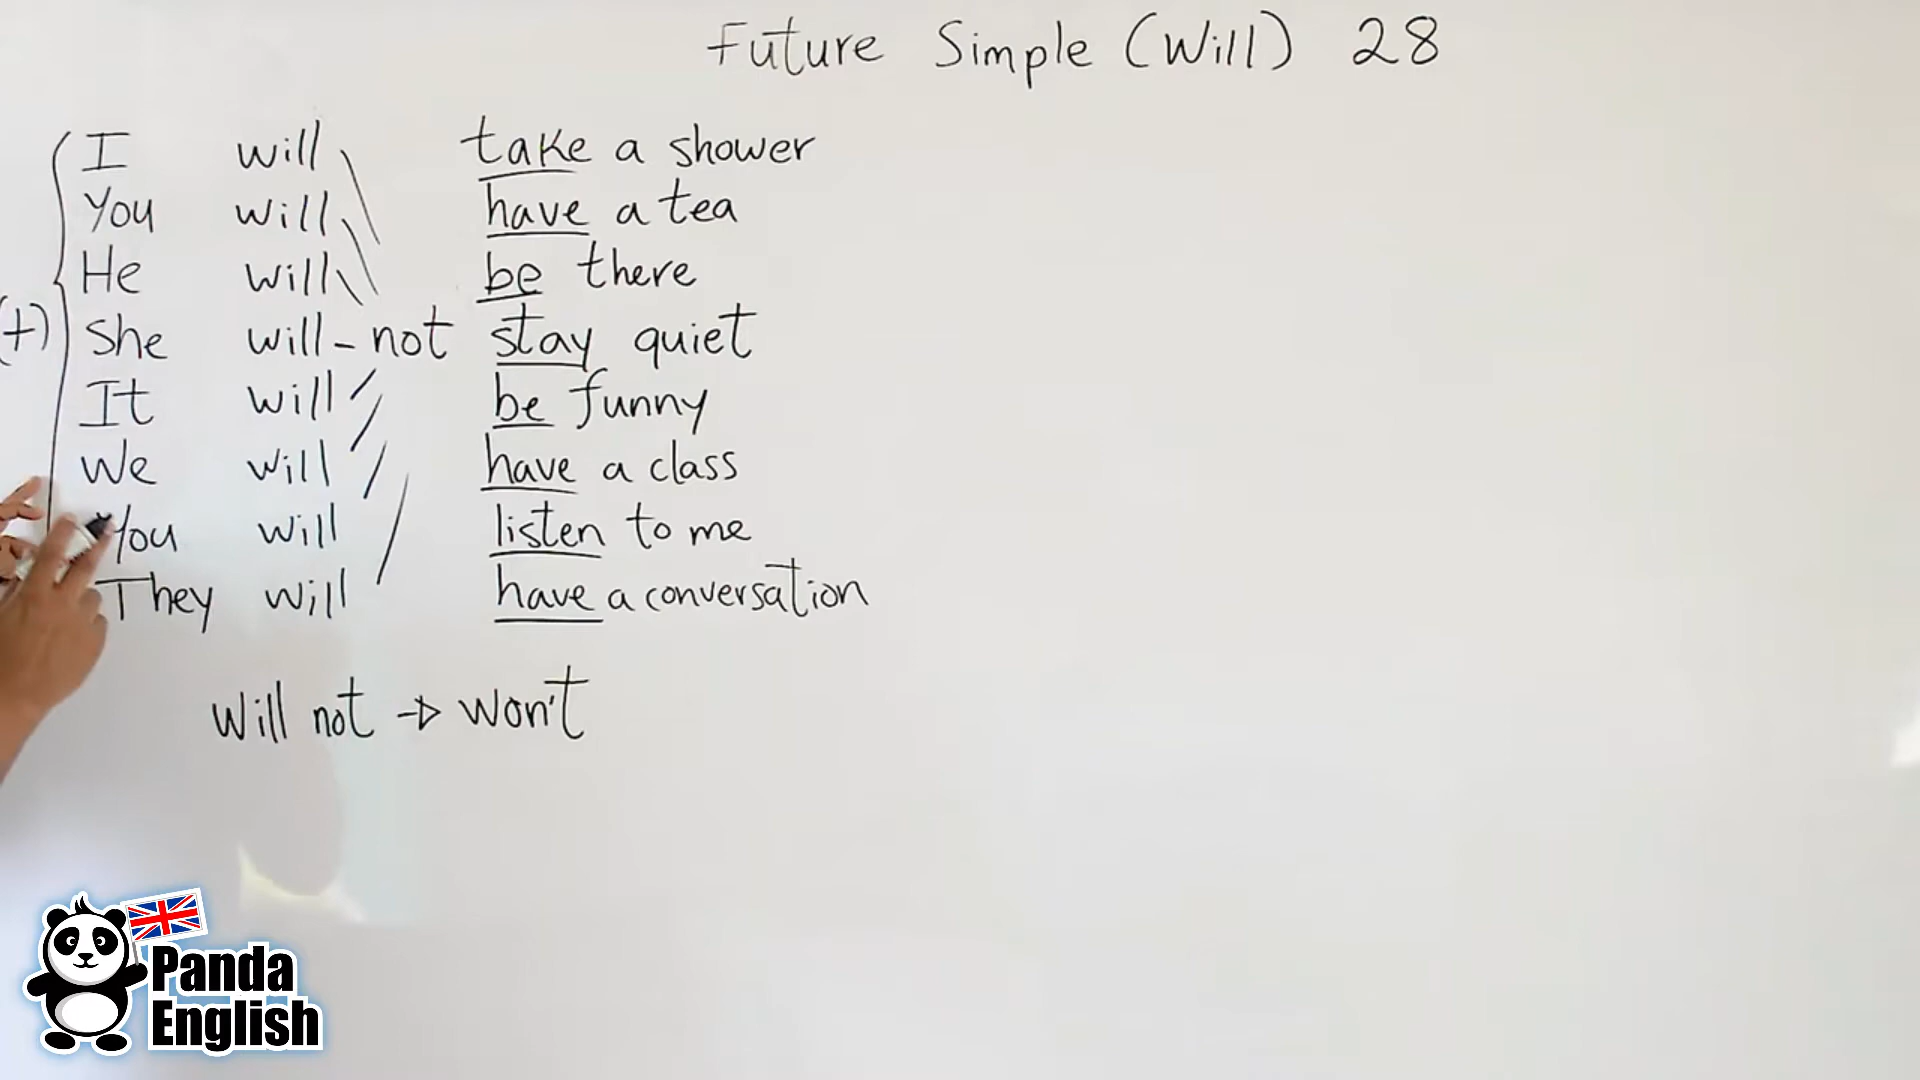 Future Simple (Will) 28
I will take a shower
You will have a tea
He will be there
(+) She will - not stay quiet
It will be funny
We will have a class
You will listen to me
They will have a conversation
Will not -> won't
Panda
English